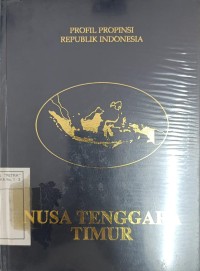 PROFIL PROPINSI
REPUBLIK INDONESIA
NUSA TENGGARA
TIMUR